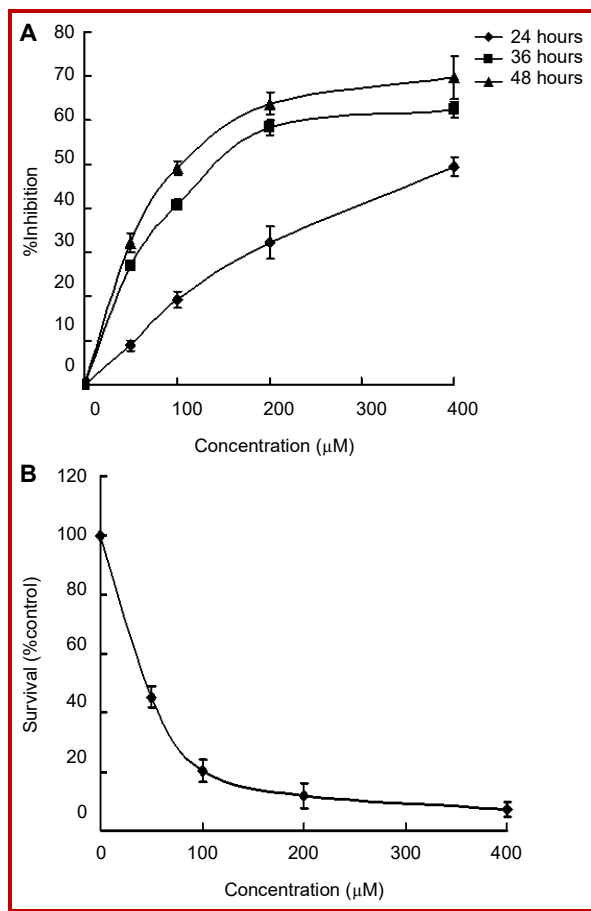 A
80
70
60
50
40
30
20
10
0
%Inhibition
24 hours
36 hours
48 hours
0 100 200 300 400
Concentration (μM)
B
120
100
80
60
40
20
0
Survival (%control)
0 100 200 300 400
Concentration (μM)